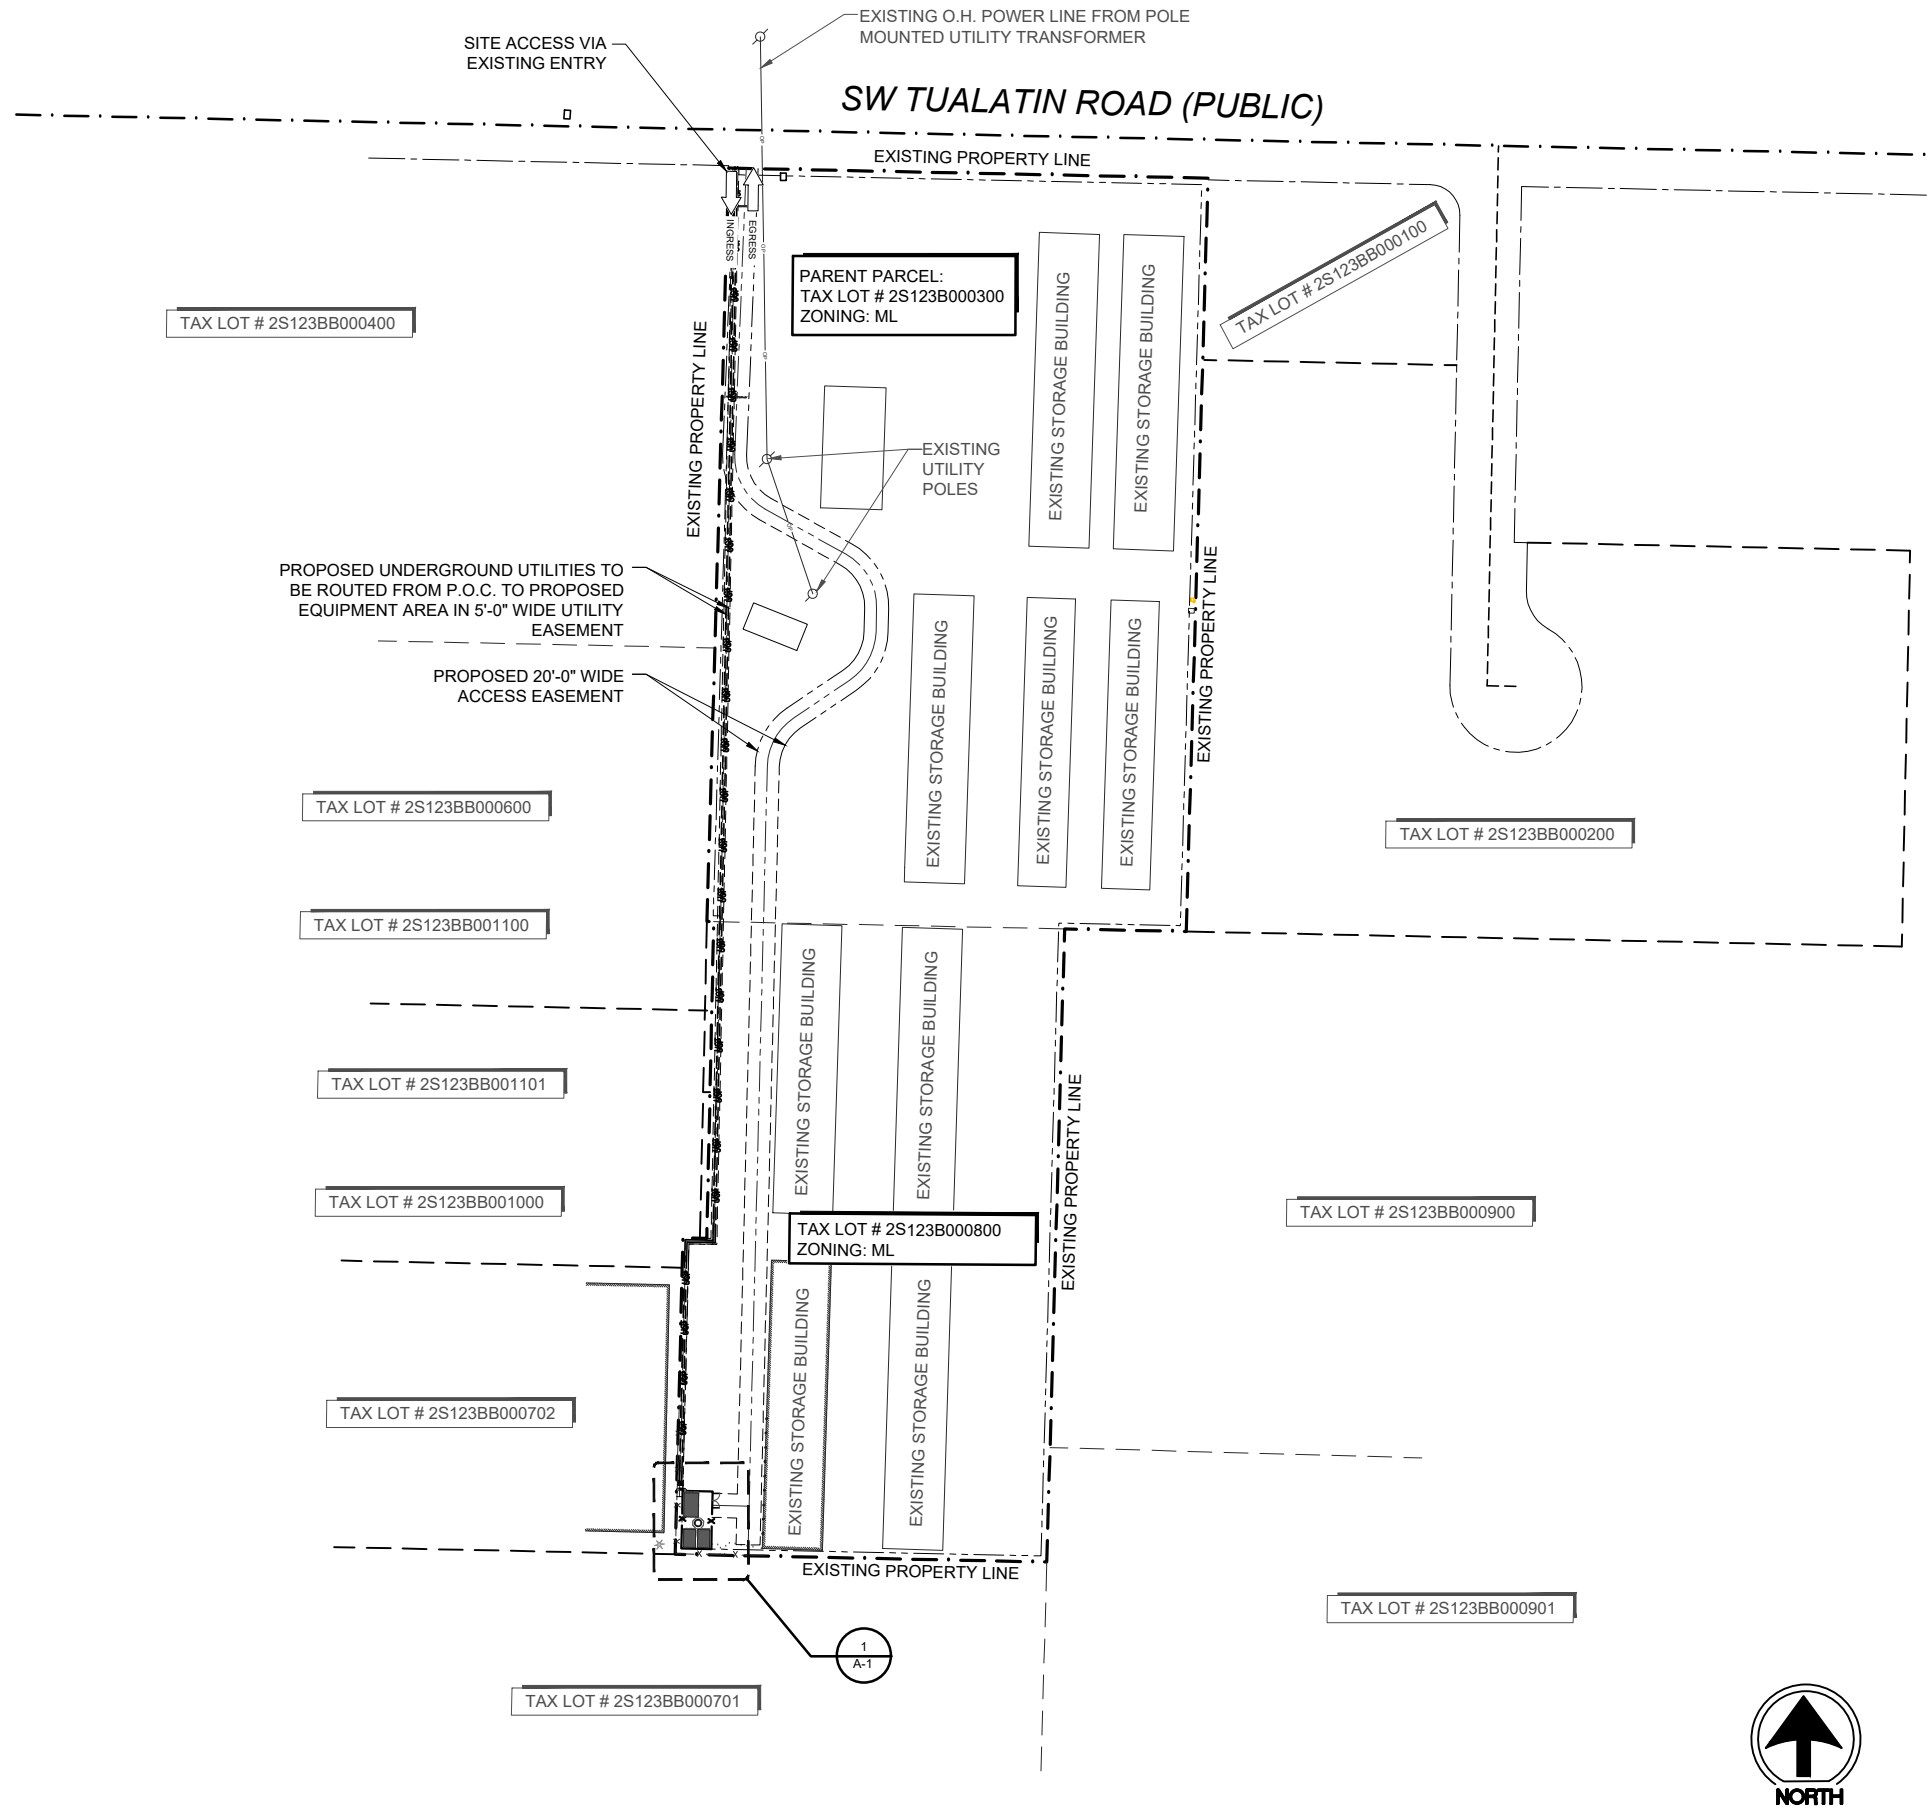 EXISTING O.H. POWER LINE FROM POLE
MOUNTED UTILITY TRANSFORMER
SITE ACCESS VIA
EXISTING ENTRY
SW TUALATIN ROAD (PUBLIC)
EXISTING PROPERTY LINE
INGRESS
EGRESS
PARENT PARCEL:
TAX LOT # 2S123B000300
ZONING: ML
TAX LOT # 2S123BB000100
TAX LOT # 2S123BB000400
EXISTING PROPERTY LINE
EXISTING STORAGE BUILDING
EXISTING STORAGE BUILDING
EXISTING
UTILITY
POLES
PROPOSED UNDERGROUND UTILITIES TO
BE ROUTED FROM P.O.C. TO PROPOSED
EQUIPMENT AREA IN 5'-0" WIDE UTILITY
EASEMENT
EXISTING PROPERTY LINE
PROPOSED 20'-0" WIDE
ACCESS EASEMENT
EXISTING STORAGE BUILDING
EXISTING STORAGE BUILDING
EXISTING STORAGE BUILDING
TAX LOT # 2S123BB000600
TAX LOT # 2S123BB000200
TAX LOT # 2S123BB001100
EXISTING STORAGE BUILDING
EXISTING STORAGE BUILDING
TAX LOT # 2S123BB001101
EXISTING PROPERTY LINE
TAX LOT # 2S123BB001000
TAX LOT # 2S123BB000900
TAX LOT # 2S123B000800
ZONING: ML
EXISTING STORAGE BUILDING
EXISTING STORAGE BUILDING
TAX LOT # 2S123BB000702
EXISTING PROPERTY LINE
TAX LOT # 2S123BB000901
1
A-1
TAX LOT # 2S123BB000701
NORTH